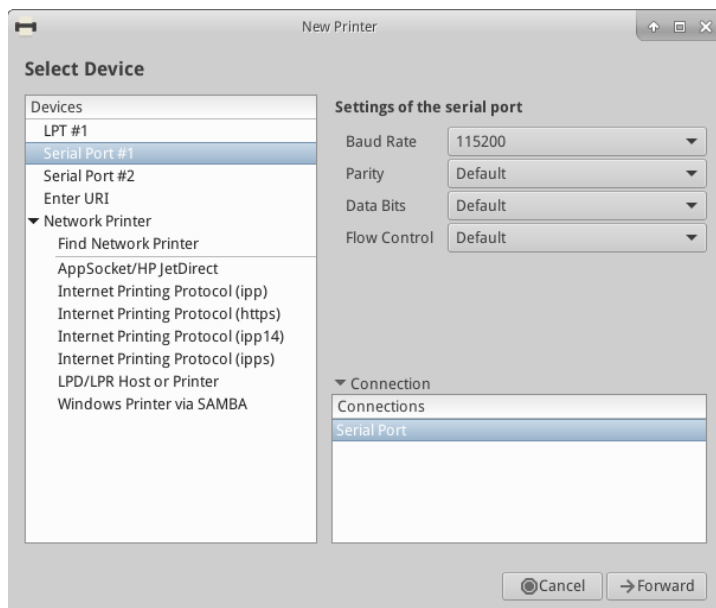 New Printer
Select Device
Devices
LPT #1
Serial Port #1
Serial Port #2
Enter URI
Network Printer
Find Network Printer
AppSocket/HP JetDirect
Internet Printing Protocol (ipp)
Internet Printing Protocol (https)
Internet Printing Protocol (ipp14)
Internet Printing Protocol (ipps)
LPD/LPR Host or Printer
Windows Printer via SAMBA
Settings of the serial port
Baud Rate 115200
Parity Default
Data Bits Default
Flow Control Default
Connection
Connections
Serial Port
Cancel Forward